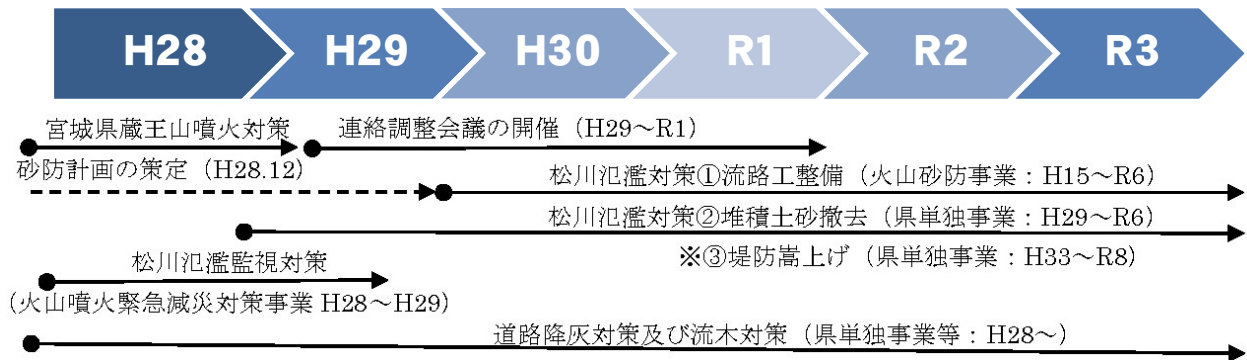 H28 H29 H30 R1 R2 R3
宮城県蔵王山噴火対策 連絡調整会議の開催（H29～R1）
砂防計画の策定（H28.12）
松川氾濫対策①流路工整備（火山砂防事業：H15～R6）
松川氾濫対策②堆積土砂撤去（県単独事業：H29～R6）
※③堤防嵩上げ（県単独事業：H33～R8）
松川氾濫監視対策
（火山噴火緊急減災対策事業 H28～H29）
道路降灰対策及び流木対策（県単独事業等：H28～）